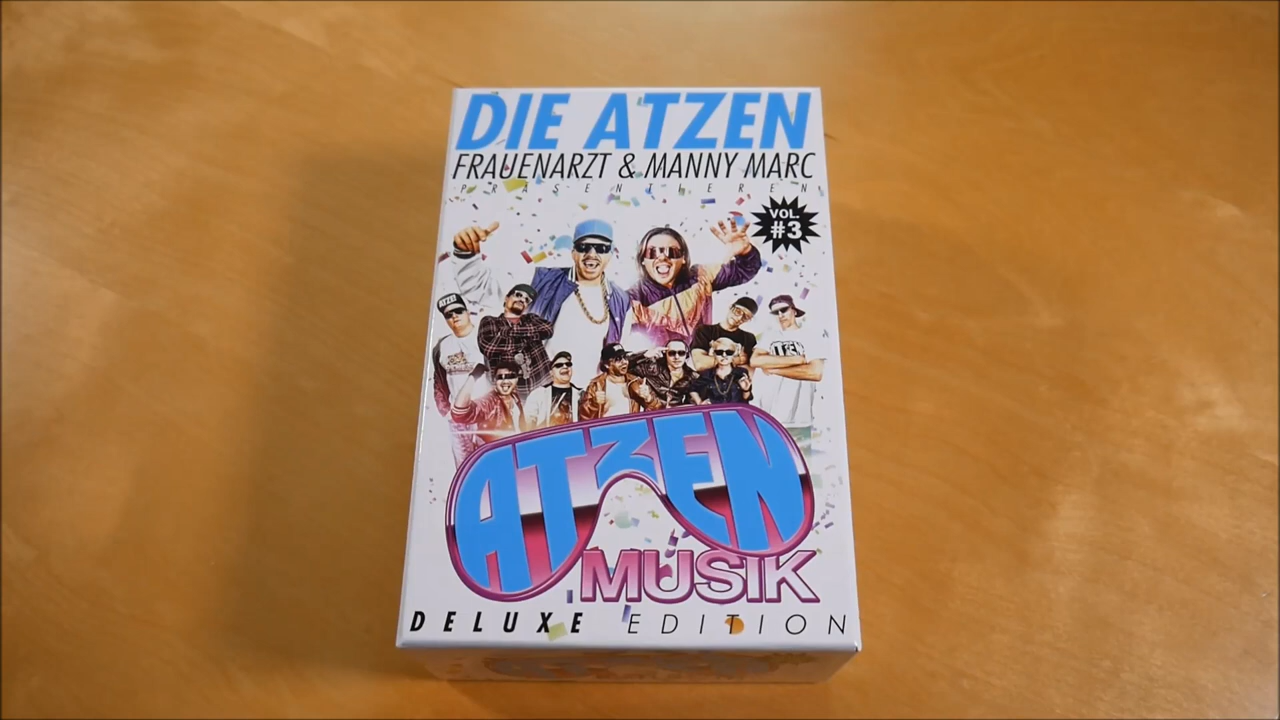 DIE ATZEN
FRAUENARZT & MANNY MARC
PRÄSENTIEREN
VOL.
#3
ATZEN
MUSIK
DELUXE EDITION